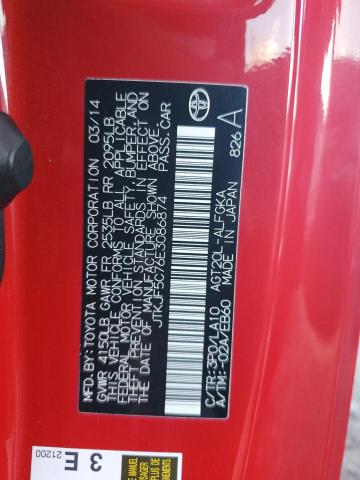 MFD. BY:TOYOTA MOTOR CORPORATION 03/14
GVWR 4150LB GAWR FR 2535LB RR 2095LB
THIS VEHICLE CONFORMS TO ALL APPLICABLE
FEDERAL MOTOR VEHICLE SAFETY, BUMPER, AND
THEFT PREVENTION STANDARDS IN EFFECT ON
THE DATE OF MANUFACTURE SHOWN ABOVE.
JTKJF5C76E3086874 PASS.CAR
C/TR:3P0/LA10 AGT20L-ALFGKA
A/TM:-02A/EB60 MADE IN JAPAN
826 A
3 E
21200